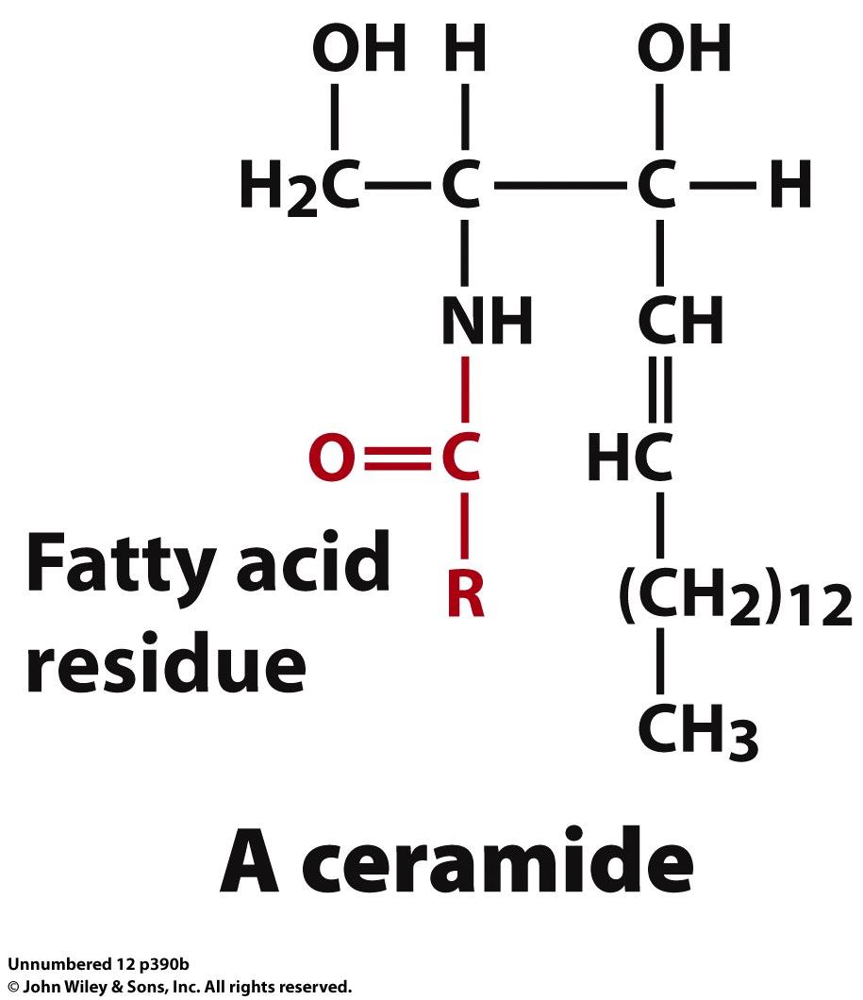 OH H OH
H₂C C C H
NH CH
O C HC
Fatty acid
R (CH₂)₁₂
residue
CH₃
A ceramide
Unnumbered 12 p390b
© John Wiley & Sons, Inc. All rights reserved.